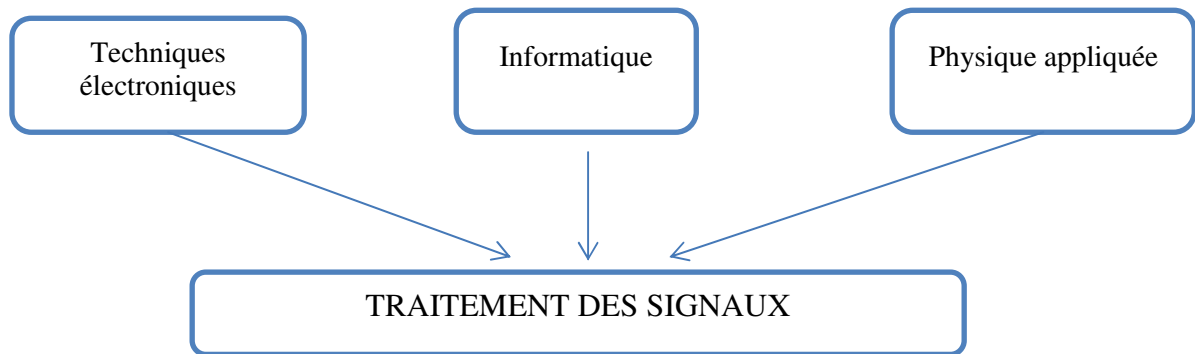 Techniques
électroniques
Informatique
Physique appliquée
TRAITEMENT DES SIGNAUX